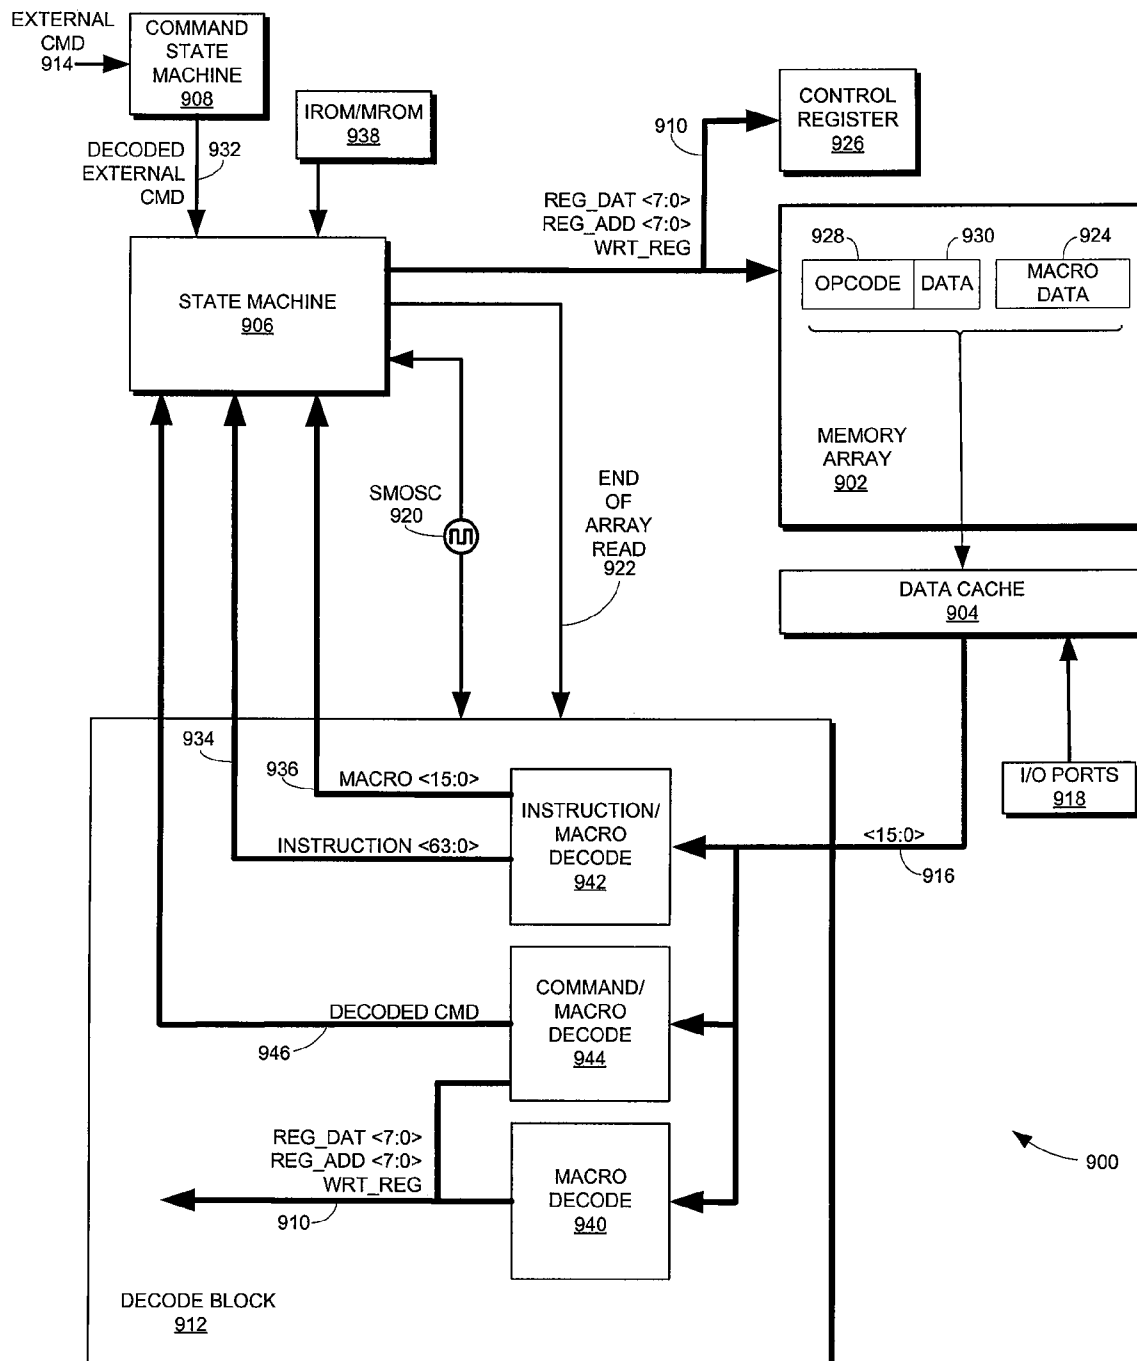 EXTERNAL
CMD
914
COMMAND
STATE
MACHINE
908
IROM/MROM
938
DECODED
EXTERNAL
CMD
932
910
CONTROL
REGISTER
926
REG_DAT <7:0>
REG_ADD <7:0>
WRT_REG
STATE MACHINE
906
928
930
924
OPCODE
DATA
MACRO
DATA
MEMORY
ARRAY
902
SMOSC
920
END
OF
ARRAY
READ
922
DATA CACHE
904
I/O PORTS
918
934
936
MACRO <15:0>
INSTRUCTION <63:0>
INSTRUCTION/
MACRO
DECODE
942
<15:0>
916
DECODED CMD
946
COMMAND/
MACRO
DECODE
944
REG_DAT <7:0>
REG_ADD <7:0>
WRT_REG
910
MACRO
DECODE
940
900
DECODE BLOCK
912